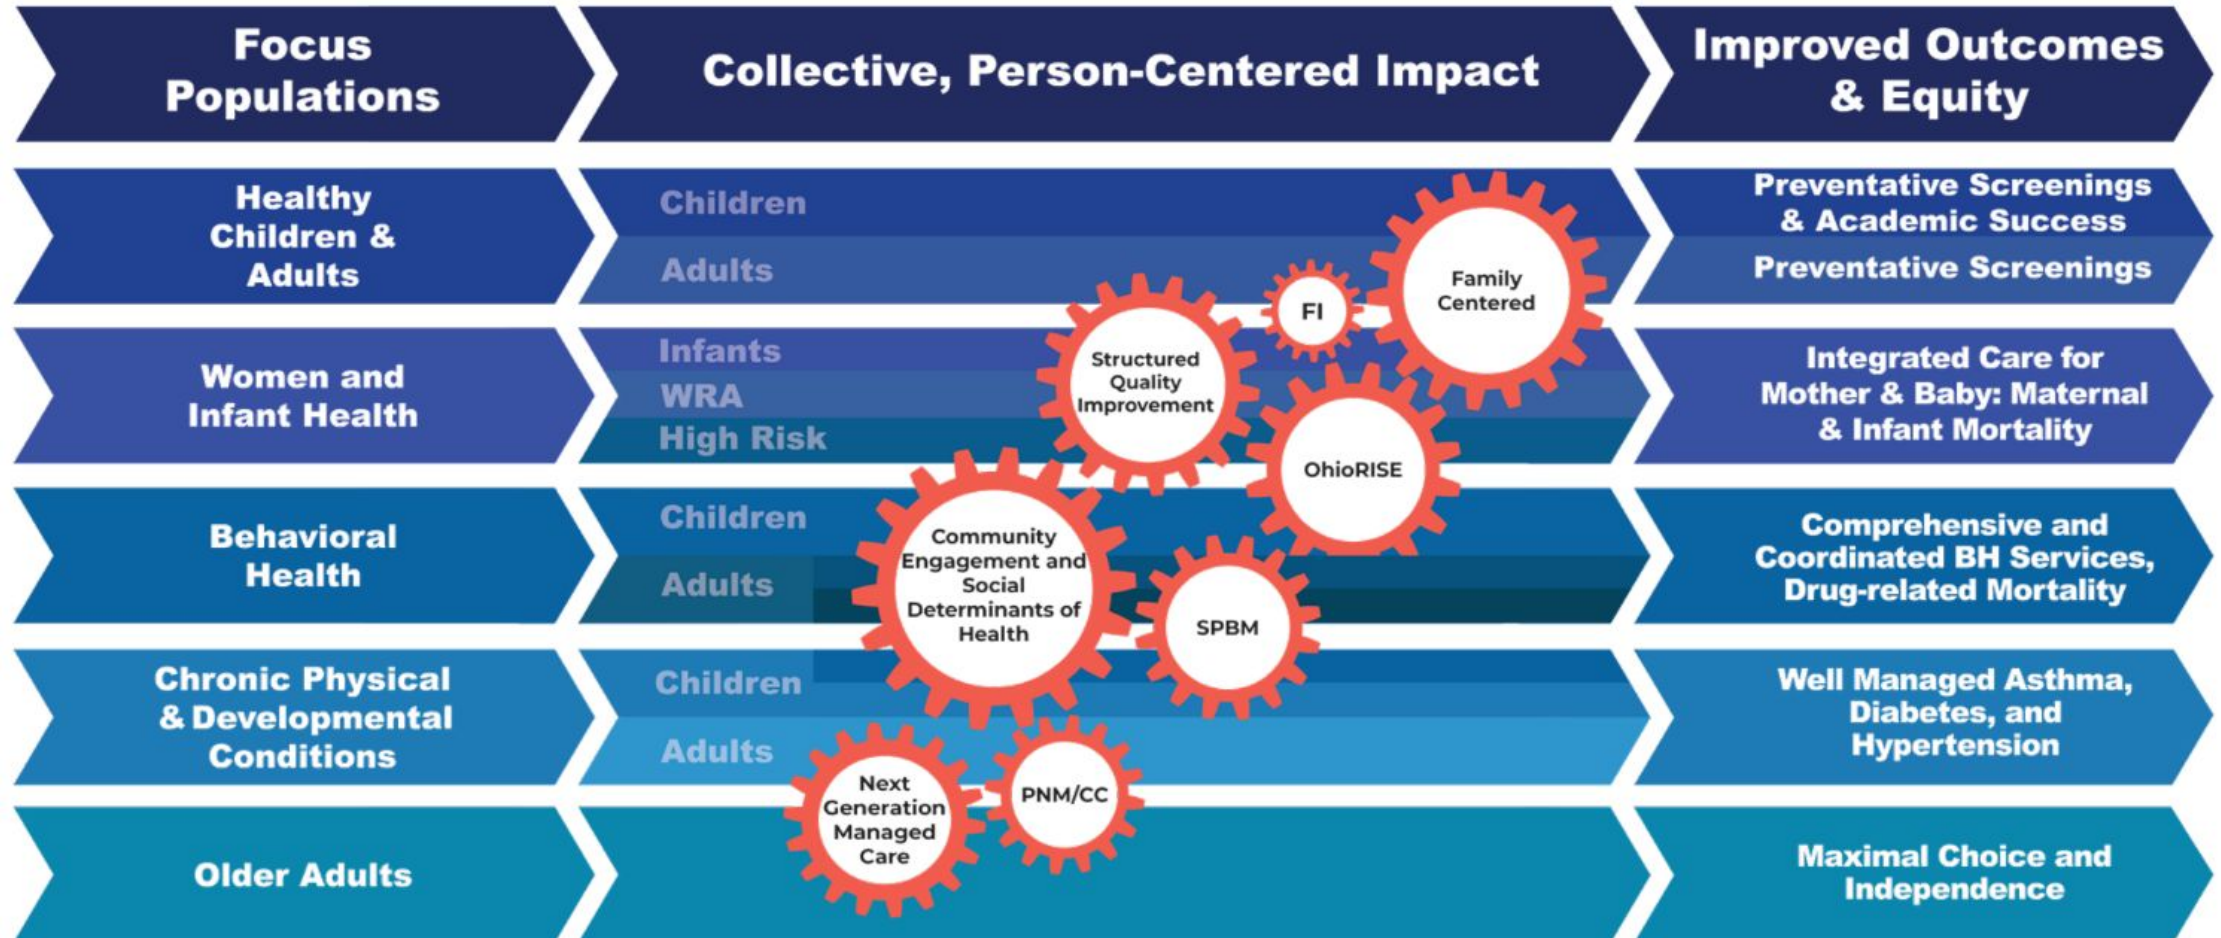 Focus
Populations
Collective, Person-Centered Impact
Improved Outcomes
& Equity
Healthy
Children &
Adults
Children
Adults
Preventative Screenings
& Academic Success
Preventative Screenings
Women and
Infant Health
Infants
WRA
High Risk
Integrated Care for
Mother & Baby: Maternal
& Infant Mortality
Behavioral
Health
Children
Adults
Comprehensive and
Coordinated BH Services,
Drug-related Mortality
Chronic Physical
& Developmental
Conditions
Children
Adults
Well Managed Asthma,
Diabetes, and
Hypertension
Older Adults
Maximal Choice and
Independence
Family
Centered
FI
Structured
Quality
Improvement
OhioRISE
Community
Engagement and
Social
Determinants of
Health
SPBM
Next
Generation
Managed
Care
PNM/CC